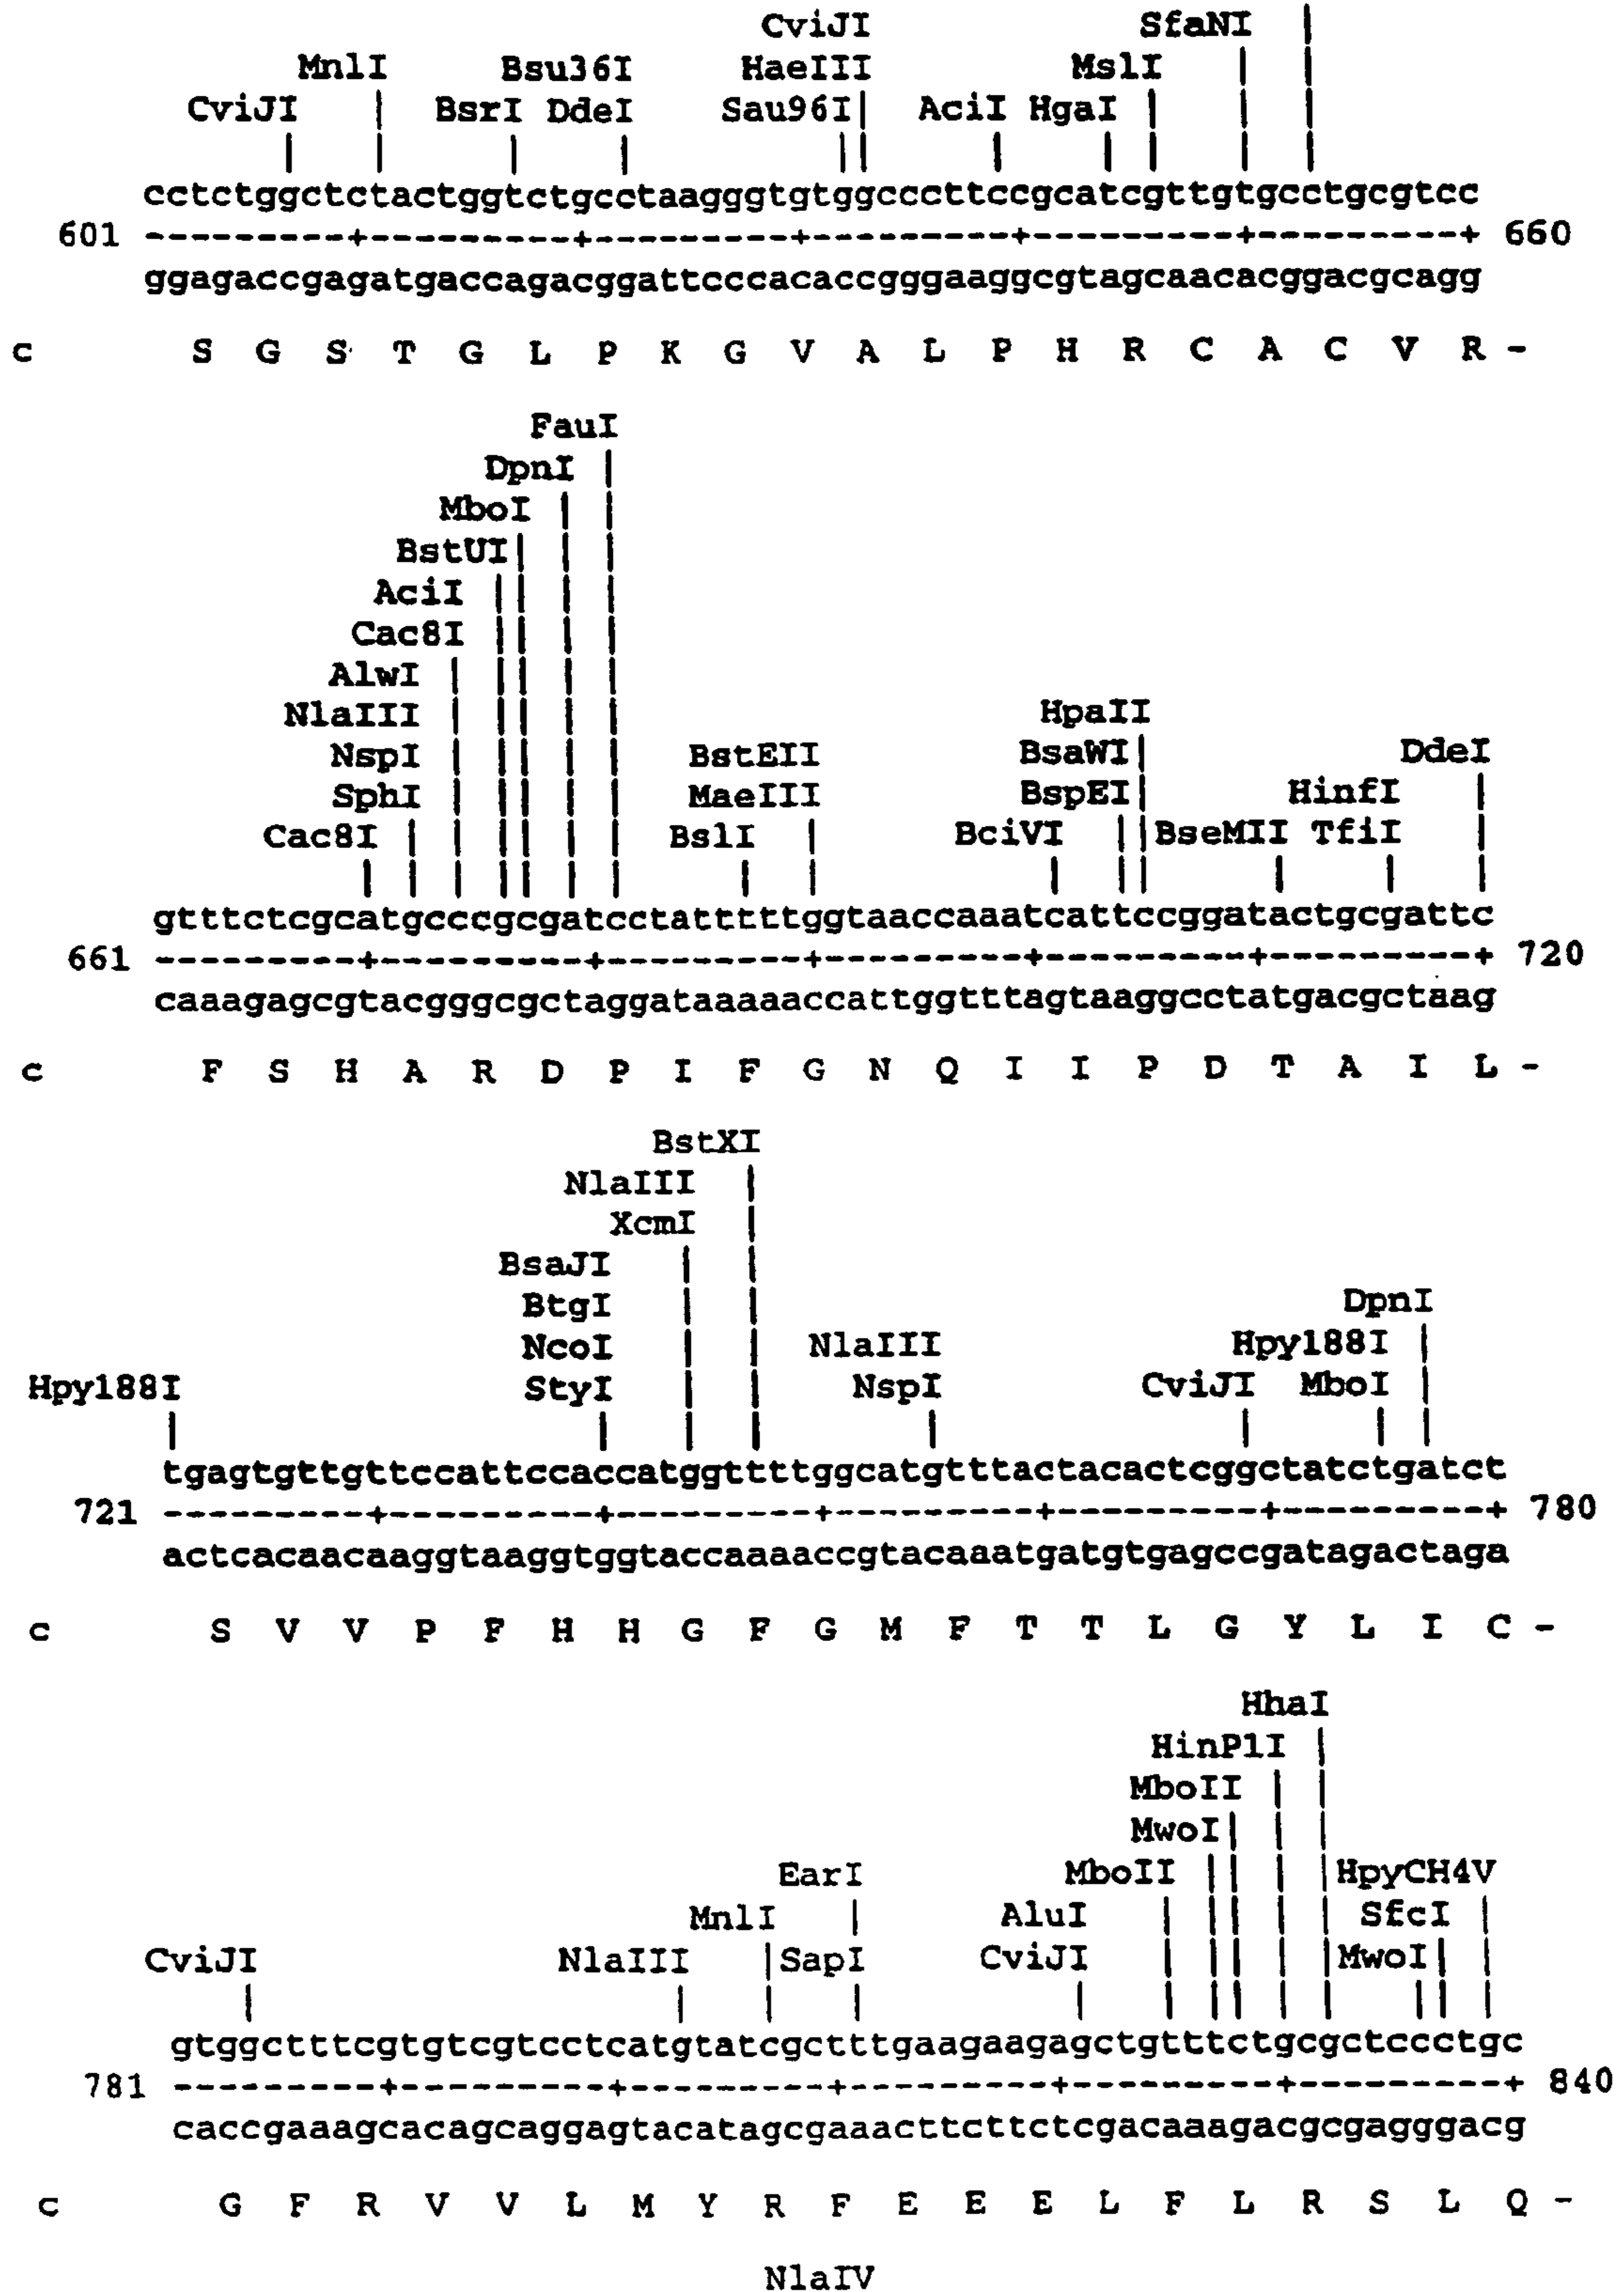 CviJI SfaNI
MnlI Bsu36I HaeIII MslI
CviJI BsrI DdeI Sau96I AciI HgaI
cctctggctctactggtctgcctaagggtgtggcccttccgcatcgttgtgcctgcgtcc
601 ---------+---------+---------+---------+---------+---------+ 660
ggagaccgagatgaccagacggattcccacaccgggaaggcgtagcaacacggacgcagg
c S G S T G L P K G V A L P H R C A C V R -
FauI
DpnI
MboI
BstUI
AciI
Cac8I
AlwI
NlaIII HpaII
NspI BstEII BsaWI DdeI
SphI MaeIII BspEI HinfI
Cac8I BslI BciVI BseMII TfiI
gtttctcgcatgcccgcgatcctatttttggtaaccaaatcattccggatactgcgattc
661 ---------+---------+---------+---------+---------+---------+ 720
caaagagcgtacgggcgctaggataaaaaccattggtttagtaaggcctatgacgctaag
c F S H A R D P I F G N Q I I P D T A I L -
BstXI
NlaIII
XcmI
BsaJI
BtgI DpnI
NcoI NlaIII Hpy188I
Hpy188I StyI NspI CviJI MboI
tgagtgttgttccattccaccatggttttggcatgtttactacactcggctatctgatct
721 ---------+---------+---------+---------+---------+---------+ 780
actcacaacaaggtaaggtggtaccaaaaccgtacaaatgatgtgagccgatagactaga
c S V V P F H H G F G M F T T L G Y L I C -
HhaI
HinP1I
MboII
MwoI
EarI MboII HpyCH4V
MnlI AluI SfcI
CviJI NlaIII SapI CviJI MwoI
gtggctttcgtgtcgtcctcatgtatcgctttgaagaagagctgtttctgcgctccctgc
781 ---------+---------+---------+---------+---------+---------+ 840
caccgaaagcacagcaggagtacatagcgaaacttcttctcgacaaagacgcgagggacg
c G F R V V L M Y R F E E E L F L R S L Q -
NlaIV